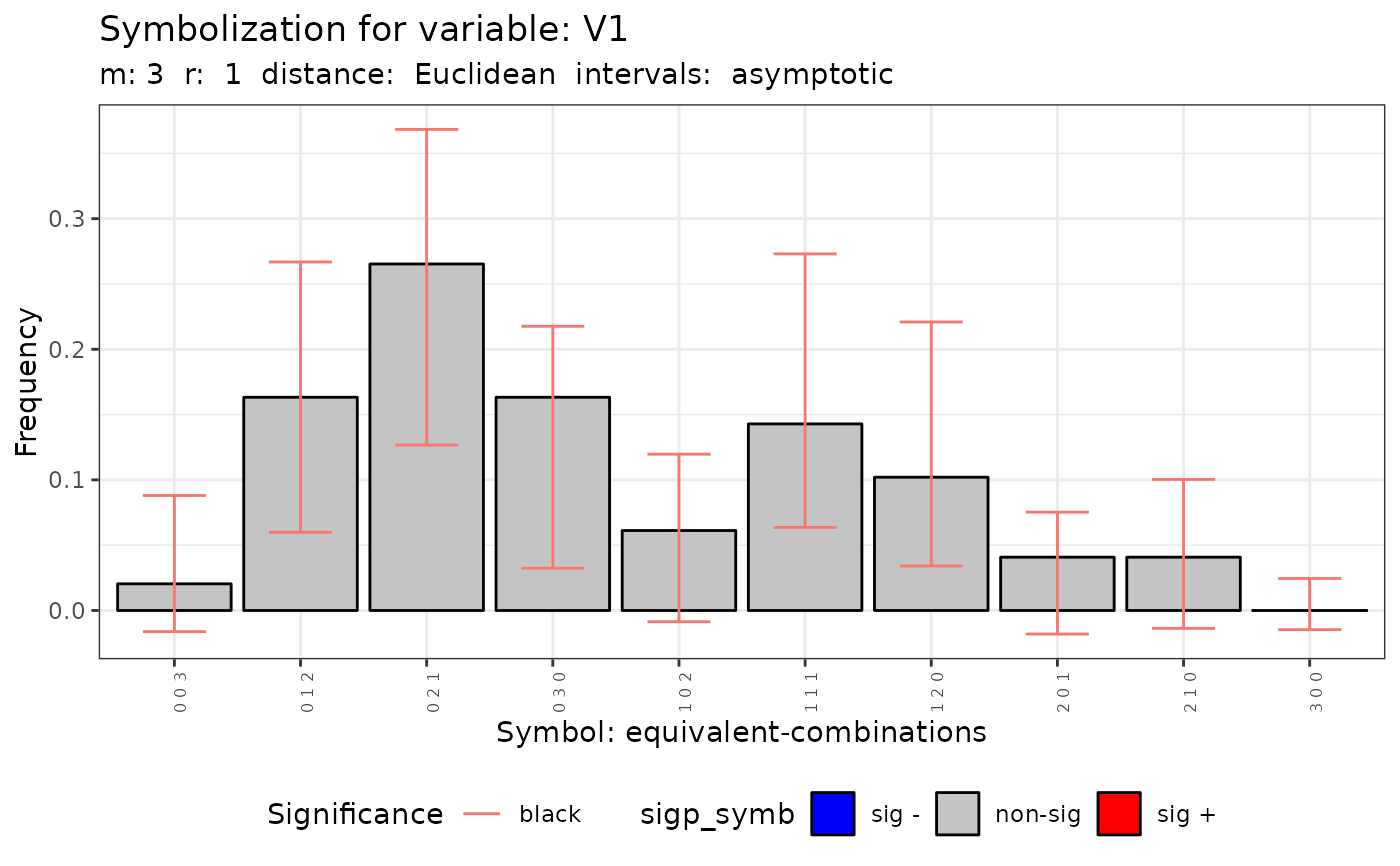 Symbolization for variable: V1
m: 3 r: 1 distance: Euclidean intervals: asymptotic
Frequency
0.3
0.2
0.1
0.0
0 0 3
0 1 2
0 2 1
0 3 0
1 0 2
1 1 1
1 2 0
2 0 1
2 1 0
3 0 0
Symbol: equivalent-combinations
Significance black sigp_symb sig - non-sig sig +